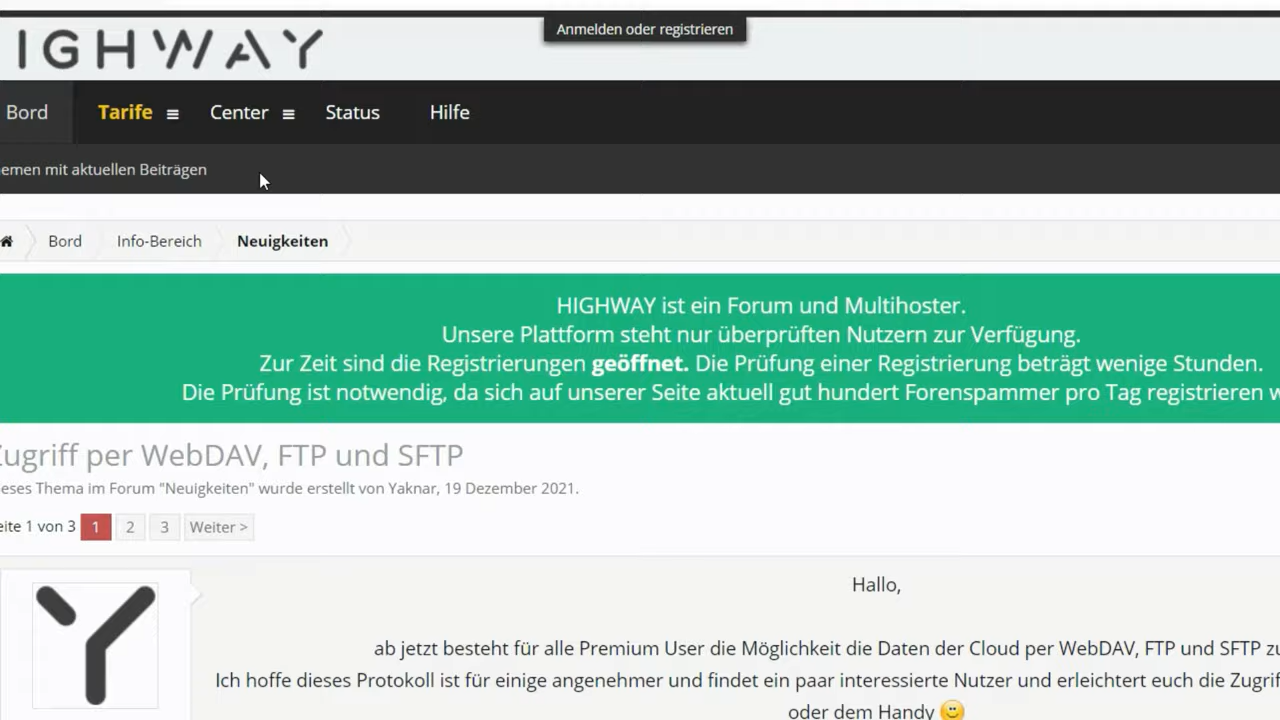 Anmelden oder registrieren
IGHWAY
Bord Tarife Center Status Hilfe
emen mit aktuellen Beiträgen
Bord Info-Bereich Neuigkeiten
HIGHWAY ist ein Forum und Multihoster.
Unsere Plattform steht nur überprüften Nutzern zur Verfügung.
Zur Zeit sind die Registrierungen geöffnet. Die Prüfung einer Registrierung beträgt wenige Stunden.
Die Prüfung ist notwendig, da sich auf unserer Seite aktuell gut hundert Forenspammer pro Tag registrieren
Zugriff per WebDAV, FTP und SFTP
eses Thema im Forum "Neuigkeiten" wurde erstellt von Yaknar, 19 Dezember 2021.
eite 1 von 3 1 2 3 Weiter >
Hallo,
ab jetzt besteht für alle Premium User die Möglichkeit die Daten der Cloud per WebDAV, FTP und SFTP
Ich hoffe dieses Protokoll ist für einige angenehmer und findet ein paar interessierte Nutzer und erleichtert euch die
oder dem Handy